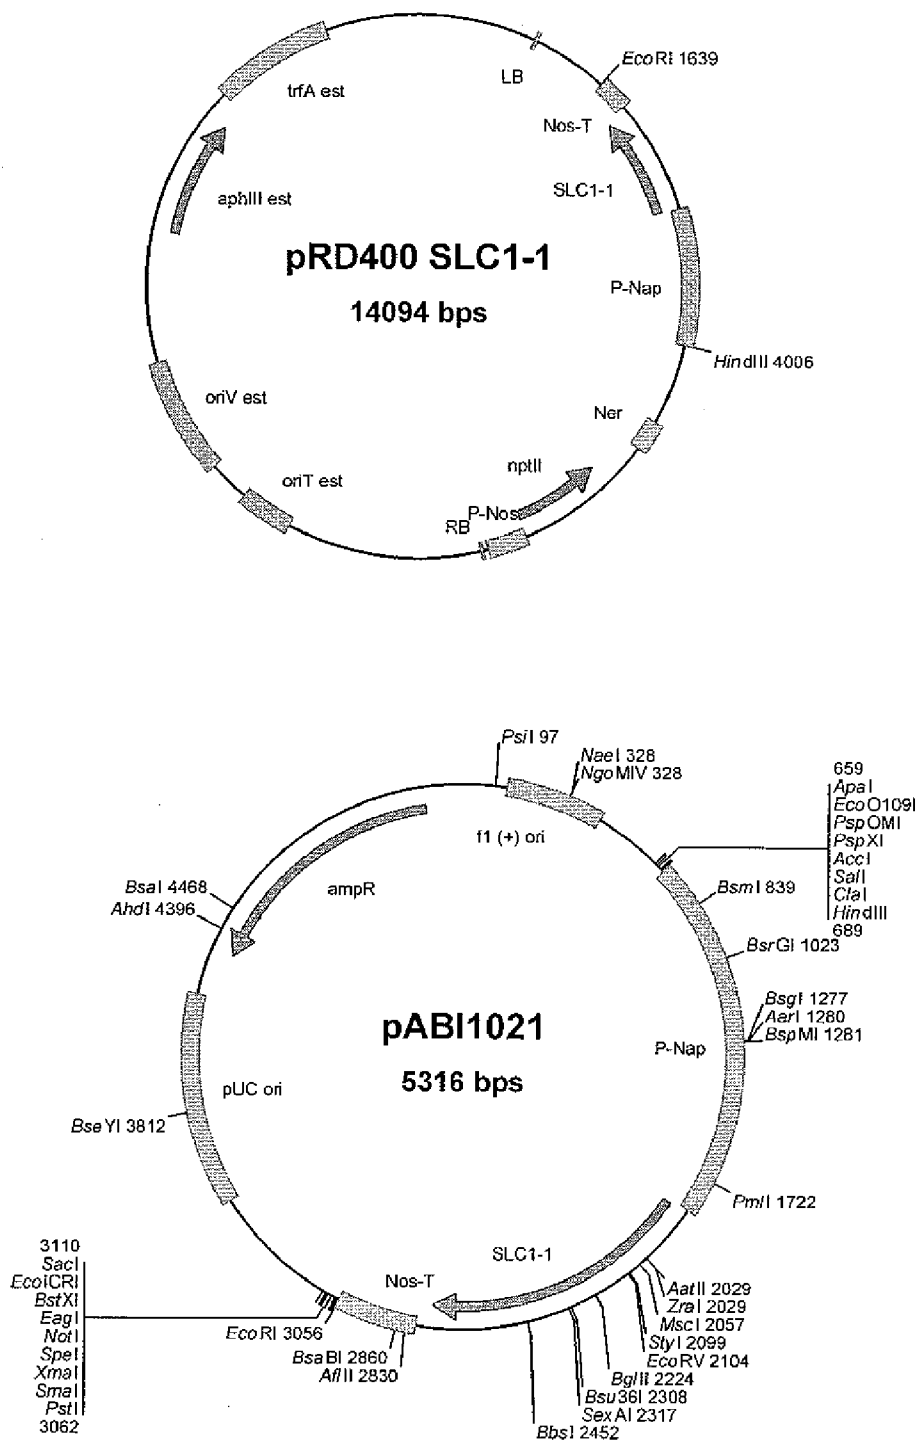 trfA est
LB
EcoRI 1639
Nos-T
aphIII est
SLC1-1
pRD400 SLC1-1
14094 bps
P-Nap
HindIII 4006
oriV est
Ner
nptII
oriT est
P-Nos
RB
PsiI 97
NaeI 328
NgoMIV 328
659
ApaI
EcoO109I
PspOMI
PspXI
AccI
SalI
ClaI
HindIII
689
f1 (+) ori
ampR
BsaI 4468
AhdI 4396
BsmI 839
BsrGI 1023
pABI1021
5316 bps
BsgI 1277
AarI 1280
BspMI 1281
P-Nap
pUC ori
BseYI 3812
PmlI 1722
SLC1-1
Nos-T
3110
SacI
EcoICRI
BstXI
EagI
NotI
SpeI
XmaI
SmaI
PstI
3062
EcoRI 3056
BsaBI 2860
AflII 2830
AatII 2029
ZraI 2029
MscI 2057
StyI 2099
EcoRV 2104
BglII 2224
Bsu36I 2308
SexAI 2317
BbsI 2452